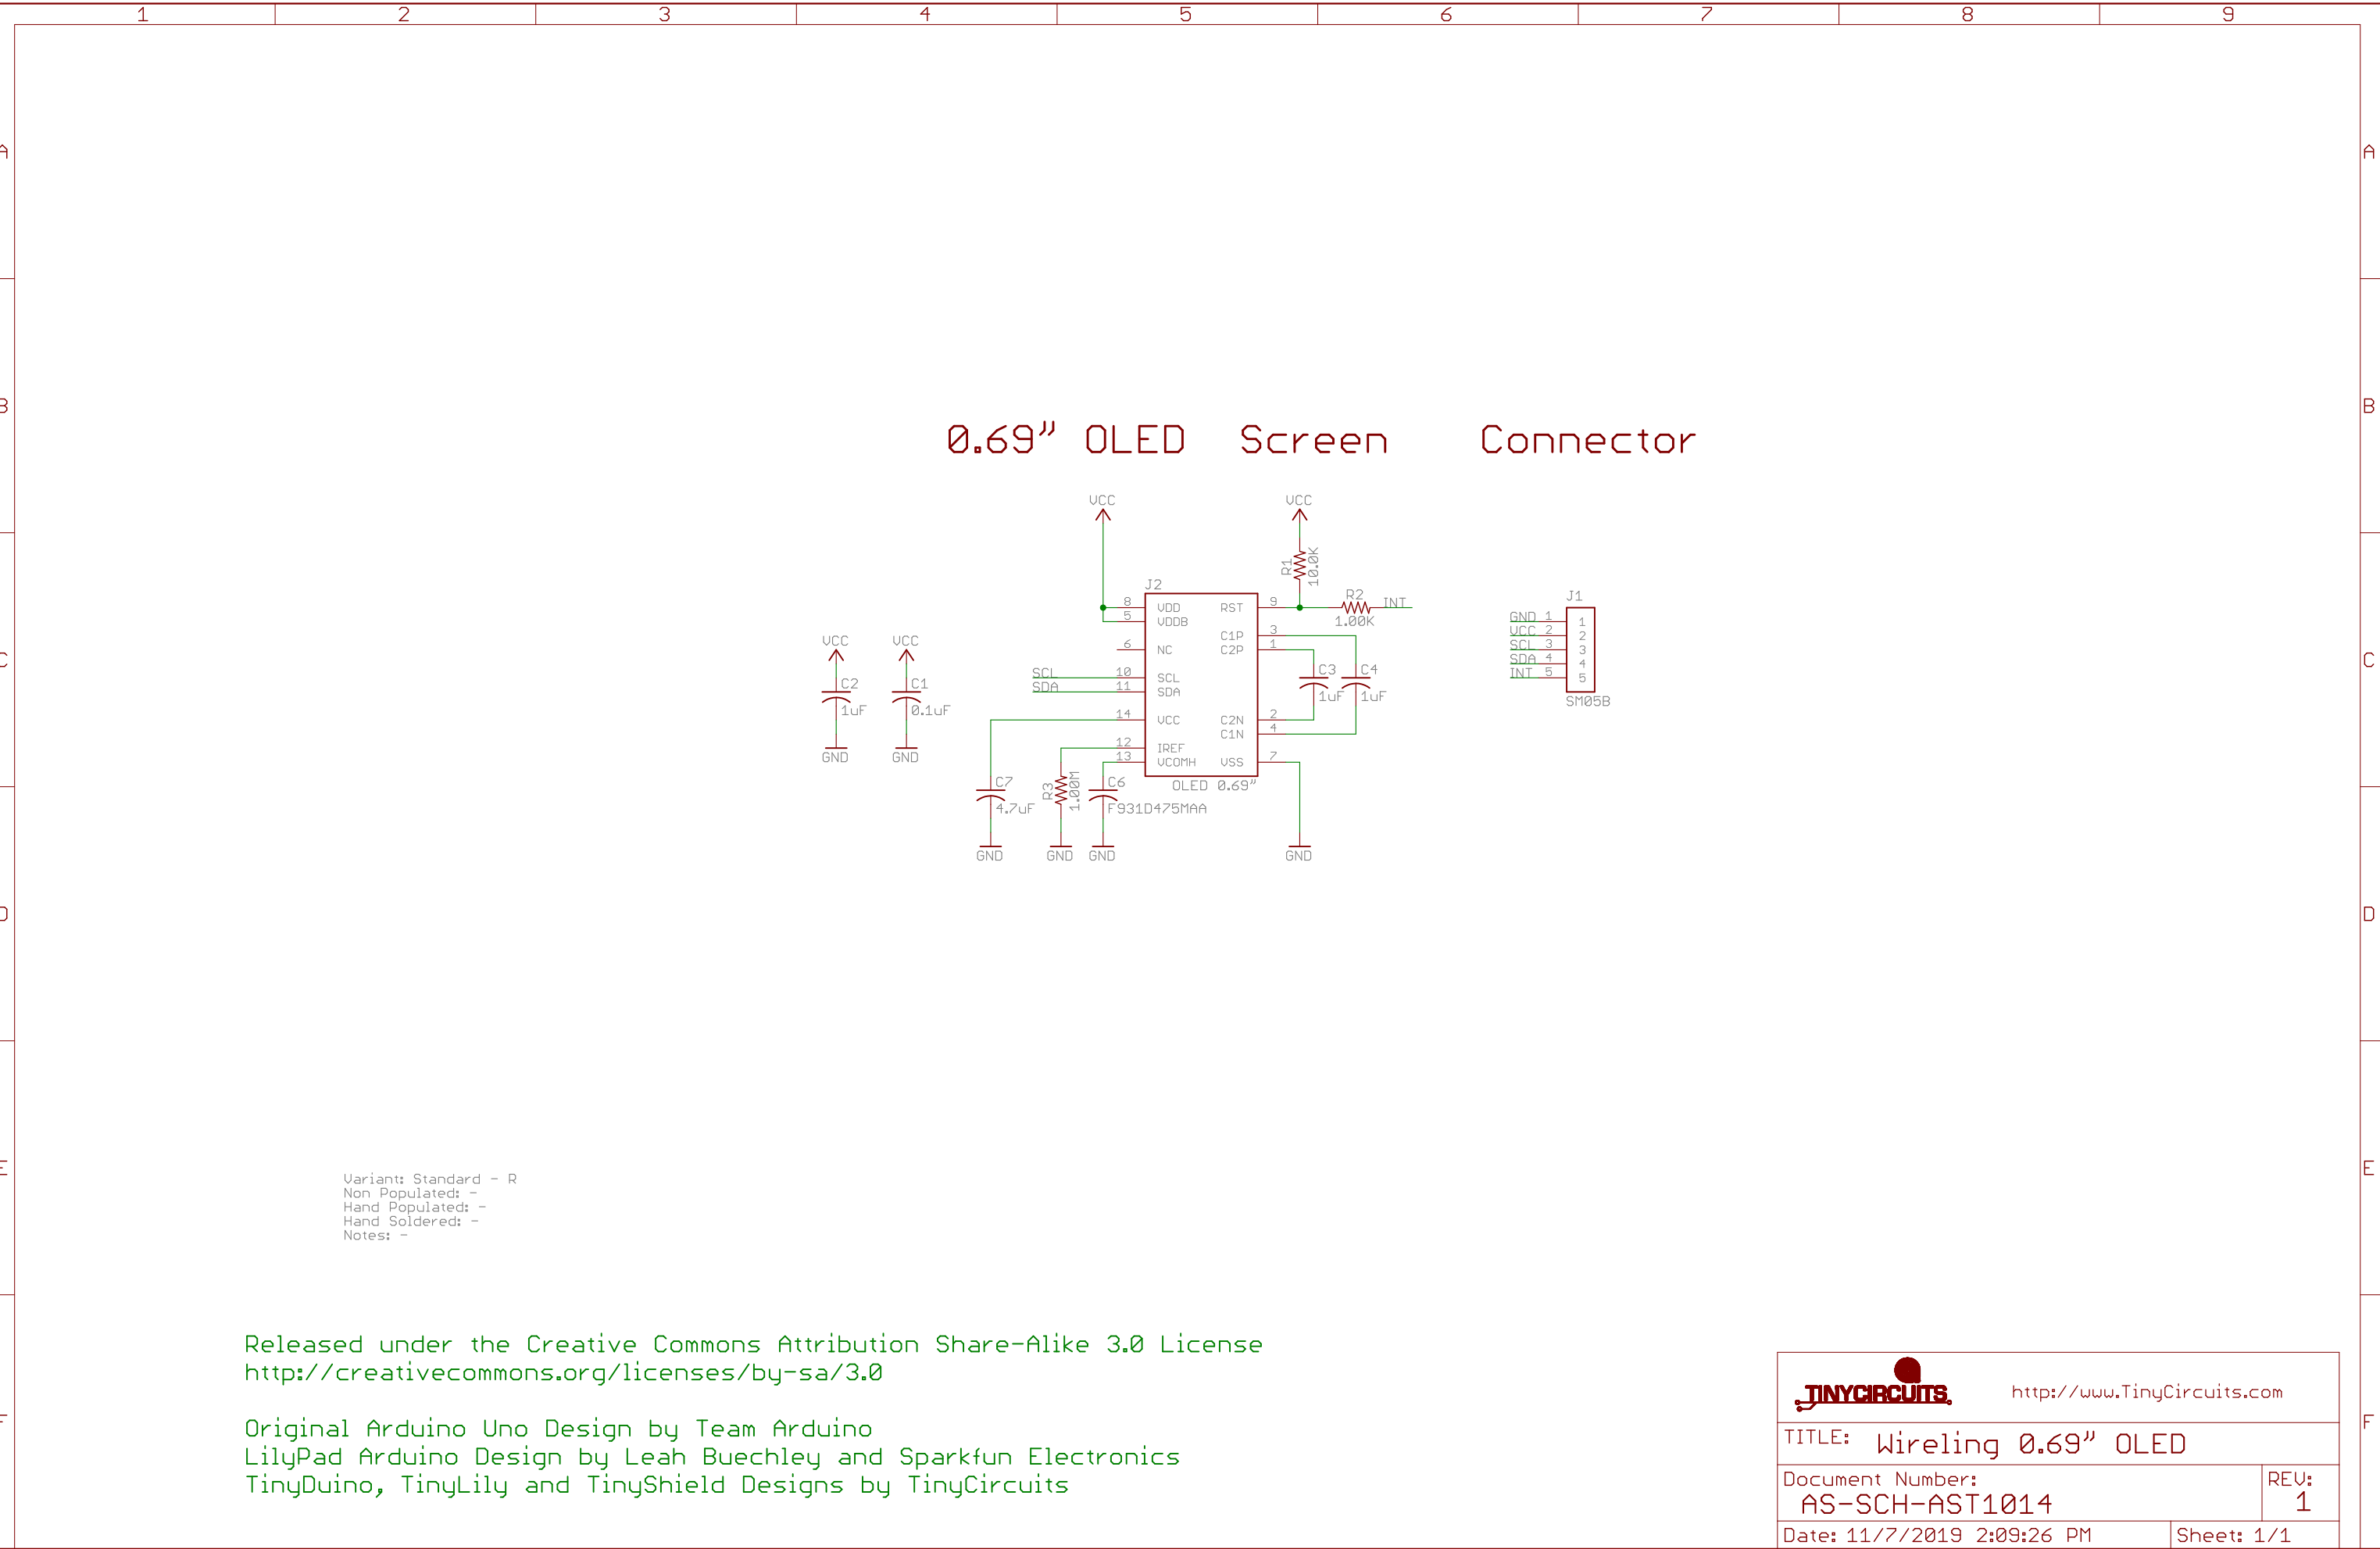 1 2 3 4 5 6 7 8 9
A A
B B
0.69" OLED Screen Connector
VCC VCC
R1 10.0K
J2
8 VDD RST 9
R2 INT
1.00K
5 VDDB
C1P 3
6 NC C2P 1
SCL 10 SCL
SDA 11 SDA
C3 C4
1uF 1uF
14 VCC C2N 2
C1N 4
12 IREF
13 VCOMH VSS 7
OLED 0.69"
VCC VCC
C2 C1
1uF 0.1uF
GND GND
C7 R3 1.00M C6
4.7uF F931D475MAA
GND GND GND GND
J1
GND 1 1
VCC 2 2
SCL 3 3
SDA 4 4
INT 5 5
SM05B
C C
D D
E E
Variant: Standard - R
Non Populated: -
Hand Populated: -
Hand Soldered: -
Notes: -
Released under the Creative Commons Attribution Share-Alike 3.0 License
http://creativecommons.org/licenses/by-sa/3.0
Original Arduino Uno Design by Team Arduino
LilyPad Arduino Design by Leah Buechley and Sparkfun Electronics
TinyDuino, TinyLily and TinyShield Designs by TinyCircuits
F F
TINYCIRCUITS http://www.TinyCircuits.com
TITLE: Wireling 0.69" OLED
Document Number: REV:
AS-SCH-AST1014 1
Date: 11/7/2019 2:09:26 PM Sheet: 1/1